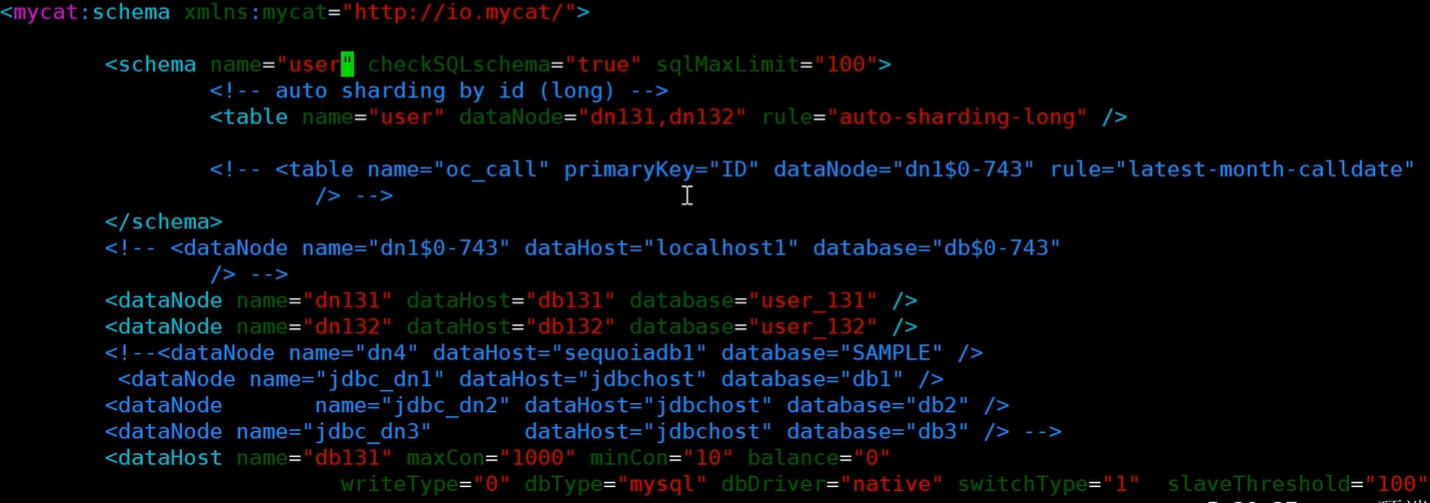 <mycat:schema xmlns:mycat="http://io.mycat/">
<schema name="user" checkSQLschema="true" sqlMaxLimit="100">
<!-- auto sharding by id (long) -->
<table name="user" dataNode="dn131,dn132" rule="auto-sharding-long" />
<!-- <table name="oc_call" primaryKey="ID" dataNode="dn1$0-743" rule="latest-month-calldate"
/> -->
</schema>
<!-- <dataNode name="dn1$0-743" dataHost="localhost1" database="db$0-743"
/> -->
<dataNode name="dn131" dataHost="db131" database="user_131" />
<dataNode name="dn132" dataHost="db132" database="user_132" />
<!--<dataNode name="dn4" dataHost="sequoiadb1" database="SAMPLE" />
<dataNode name="jdbc_dn1" dataHost="jdbchost" database="db1" />
<dataNode name="jdbc_dn2" dataHost="jdbchost" database="db2" />
<dataNode name="jdbc_dn3" dataHost="jdbchost" database="db3" /> -->
<dataHost name="db131" maxCon="1000" minCon="10" balance="0"
writeType="0" dbType="mysql" dbDriver="native" switchType="1" slaveThreshold="100"